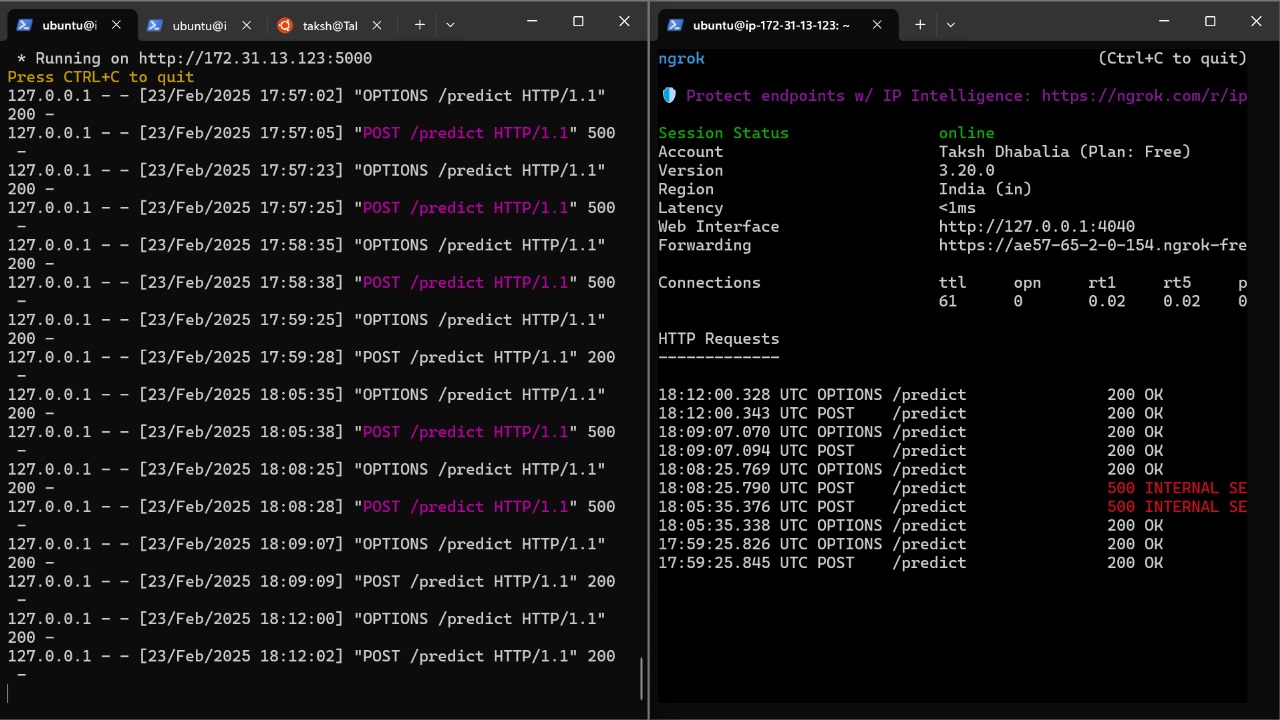 ubuntu@i
ubuntu@i
taksh@Tal
* Running on http://172.31.13.123:5000
Press CTRL+C to quit
127.0.0.1 - - [23/Feb/2025 17:57:02] "OPTIONS /predict HTTP/1.1"
200 -
127.0.0.1 - - [23/Feb/2025 17:57:05] "POST /predict HTTP/1.1" 500
-
127.0.0.1 - - [23/Feb/2025 17:57:23] "OPTIONS /predict HTTP/1.1"
200 -
127.0.0.1 - - [23/Feb/2025 17:57:25] "POST /predict HTTP/1.1" 500
-
127.0.0.1 - - [23/Feb/2025 17:58:35] "OPTIONS /predict HTTP/1.1"
200 -
127.0.0.1 - - [23/Feb/2025 17:58:38] "POST /predict HTTP/1.1" 500
-
127.0.0.1 - - [23/Feb/2025 17:59:25] "OPTIONS /predict HTTP/1.1"
200 -
127.0.0.1 - - [23/Feb/2025 17:59:28] "POST /predict HTTP/1.1" 200
-
127.0.0.1 - - [23/Feb/2025 18:05:35] "OPTIONS /predict HTTP/1.1"
200 -
127.0.0.1 - - [23/Feb/2025 18:05:38] "POST /predict HTTP/1.1" 500
-
127.0.0.1 - - [23/Feb/2025 18:08:25] "OPTIONS /predict HTTP/1.1"
200 -
127.0.0.1 - - [23/Feb/2025 18:08:28] "POST /predict HTTP/1.1" 500
-
127.0.0.1 - - [23/Feb/2025 18:09:07] "OPTIONS /predict HTTP/1.1"
200 -
127.0.0.1 - - [23/Feb/2025 18:09:09] "POST /predict HTTP/1.1" 200
-
127.0.0.1 - - [23/Feb/2025 18:12:00] "OPTIONS /predict HTTP/1.1"
200 -
127.0.0.1 - - [23/Feb/2025 18:12:02] "POST /predict HTTP/1.1" 200
-
ubuntu@ip-172-31-13-123: ~
ngrok (Ctrl+C to quit)
Protect endpoints w/ IP Intelligence: https://ngrok.com/r/ip
Session Status online
Account Taksh Dhabalia (Plan: Free)
Version 3.20.0
Region India (in)
Latency <1ms
Web Interface http://127.0.0.1:4040
Forwarding https://ae57-65-2-0-154.ngrok-fre
Connections ttl opn rt1 rt5 p
61 0 0.02 0.02 0
HTTP Requests
-------------
18:12:00.328 UTC OPTIONS /predict 200 OK
18:12:00.343 UTC POST /predict 200 OK
18:09:07.070 UTC OPTIONS /predict 200 OK
18:09:07.094 UTC POST /predict 200 OK
18:08:25.769 UTC OPTIONS /predict 200 OK
18:08:25.790 UTC POST /predict 500 INTERNAL SE
18:05:35.376 UTC POST /predict 500 INTERNAL SE
18:05:35.338 UTC OPTIONS /predict 200 OK
17:59:25.826 UTC OPTIONS /predict 200 OK
17:59:25.845 UTC POST /predict 200 OK